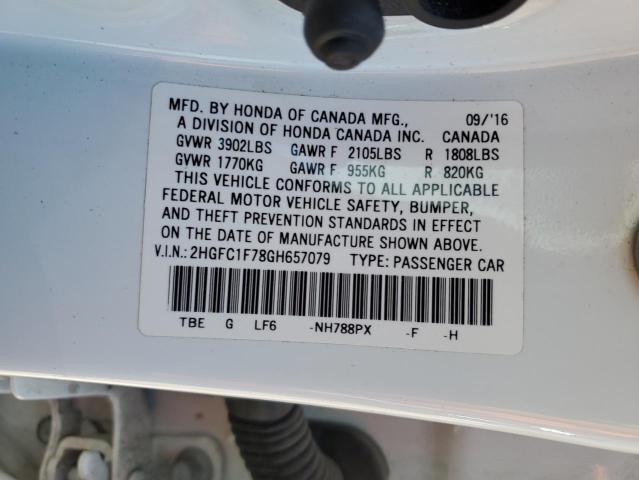 MFD. BY HONDA OF CANADA MFG., 09/'16
A DIVISION OF HONDA CANADA INC. CANADA
GVWR 3902LBS GAWR F 2105LBS R 1808LBS
GVWR 1770KG GAWR F 955KG R 820KG
THIS VEHICLE CONFORMS TO ALL APPLICABLE
FEDERAL MOTOR VEHICLE SAFETY, BUMPER,
AND THEFT PREVENTION STANDARDS IN EFFECT
ON THE DATE OF MANUFACTURE SHOWN ABOVE.
V.I.N.: 2HGFC1F78GH657079 TYPE: PASSENGER CAR
TBE G LF6 -NH788PX -F -H